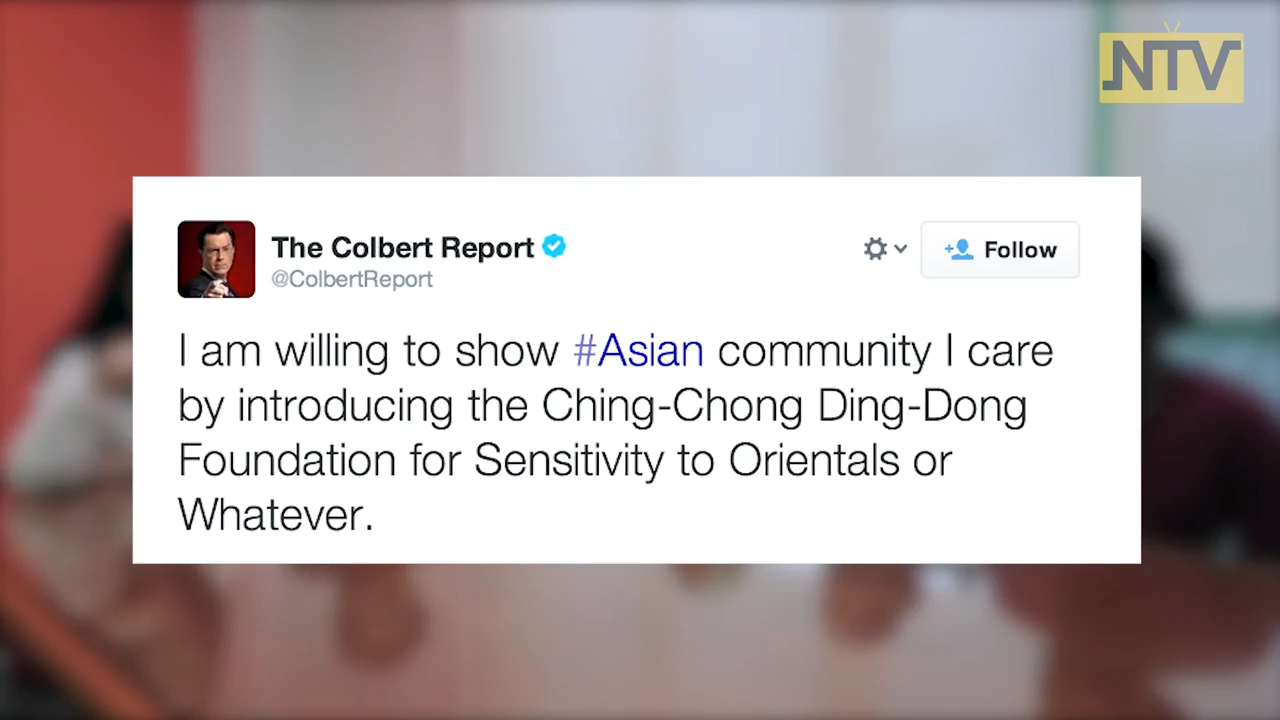 NTV
The Colbert Report
@ColbertReport
Follow
I am willing to show #Asian community I care
by introducing the Ching-Chong Ding-Dong
Foundation for Sensitivity to Orientals or
Whatever.